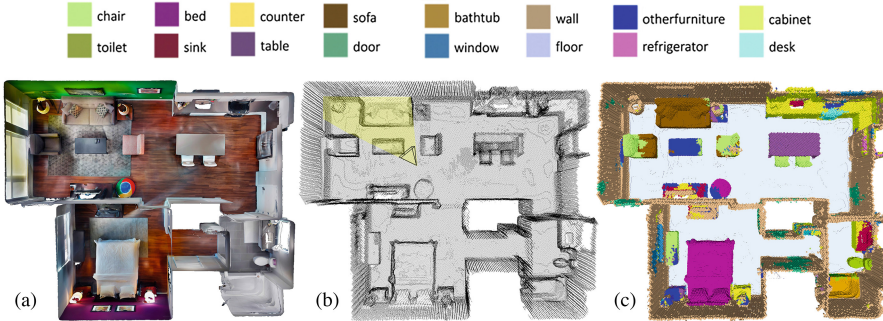 chair bed counter sofa bathtub wall otherfurniture cabinet
toilet sink table door window floor refrigerator desk
(a) (b) (c)